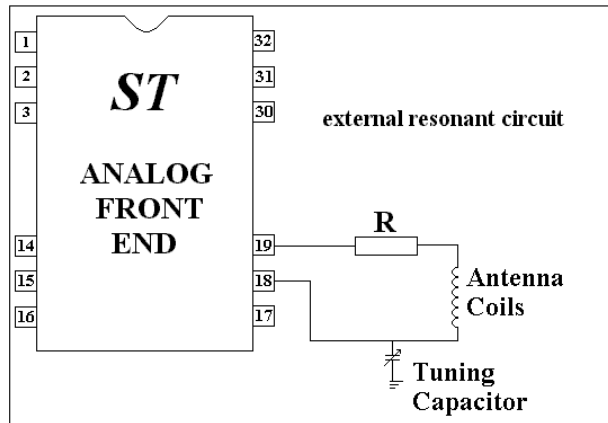 1
32
2
ST
31
3
30
external resonant circuit
ANALOG
FRONT
END
R
14
19
15
18
Antenna
Coils
16
17
Tuning
Capacitor